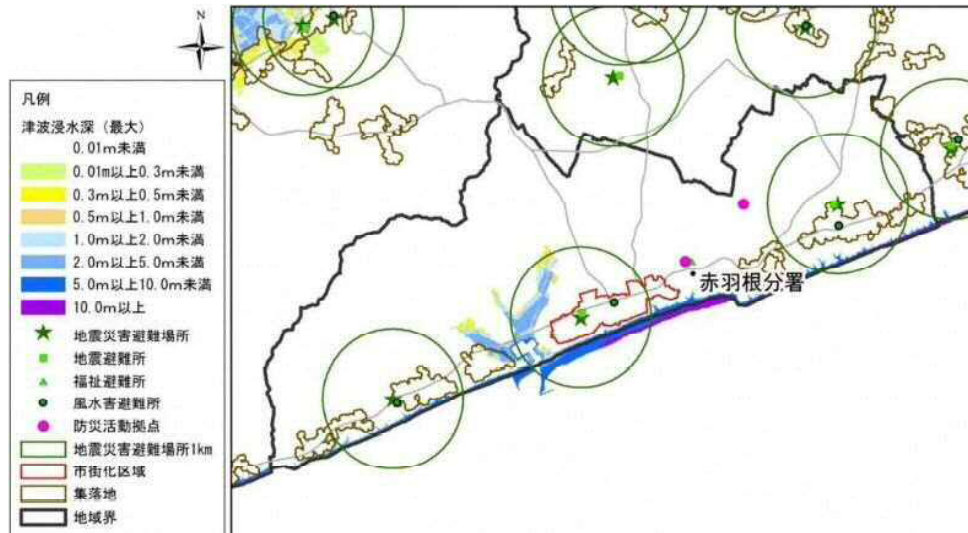 N
凡例
津波浸水深（最大）
0.01m未満
0.01m以上0.3m未満
0.3m以上0.5m未満
0.5m以上1.0m未満
1.0m以上2.0m未満
2.0m以上5.0m未満
5.0m以上10.0m未満
10.0m以上
地震災害避難場所
地震避難所
福祉避難所
風水害避難所
防災活動拠点
地震災害避難場所1km
市街化区域
集落地
地域界
赤羽根分署